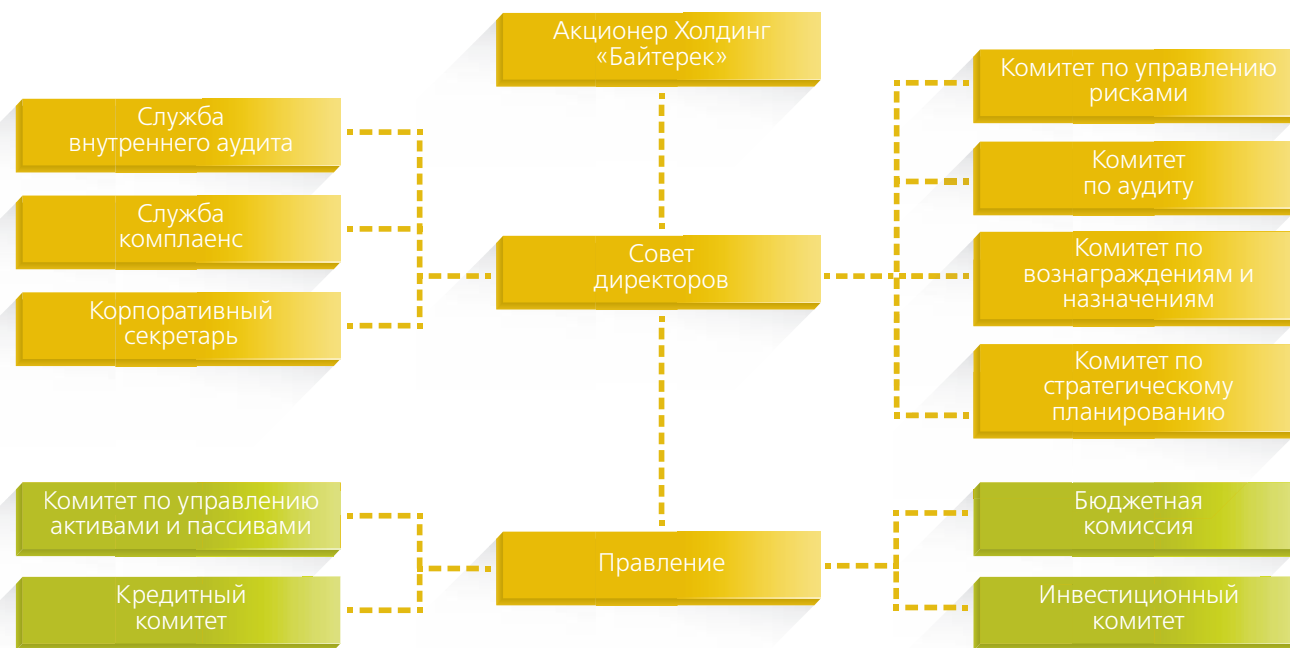 Акционер Холдинг
«Байтерек»
Комитет по управлению
рисками
Служба
внутреннего аудита
Комитет
по аудиту
Служба
комплаенс
Совет
директоров
Комитет по
вознаграждениям и
назначениям
Корпоративный
секретарь
Комитет по
стратегическому
планированию
Комитет по управлению
активами и пассивами
Бюджетная
комиссия
Правление
Кредитный
комитет
Инвестиционный
комитет